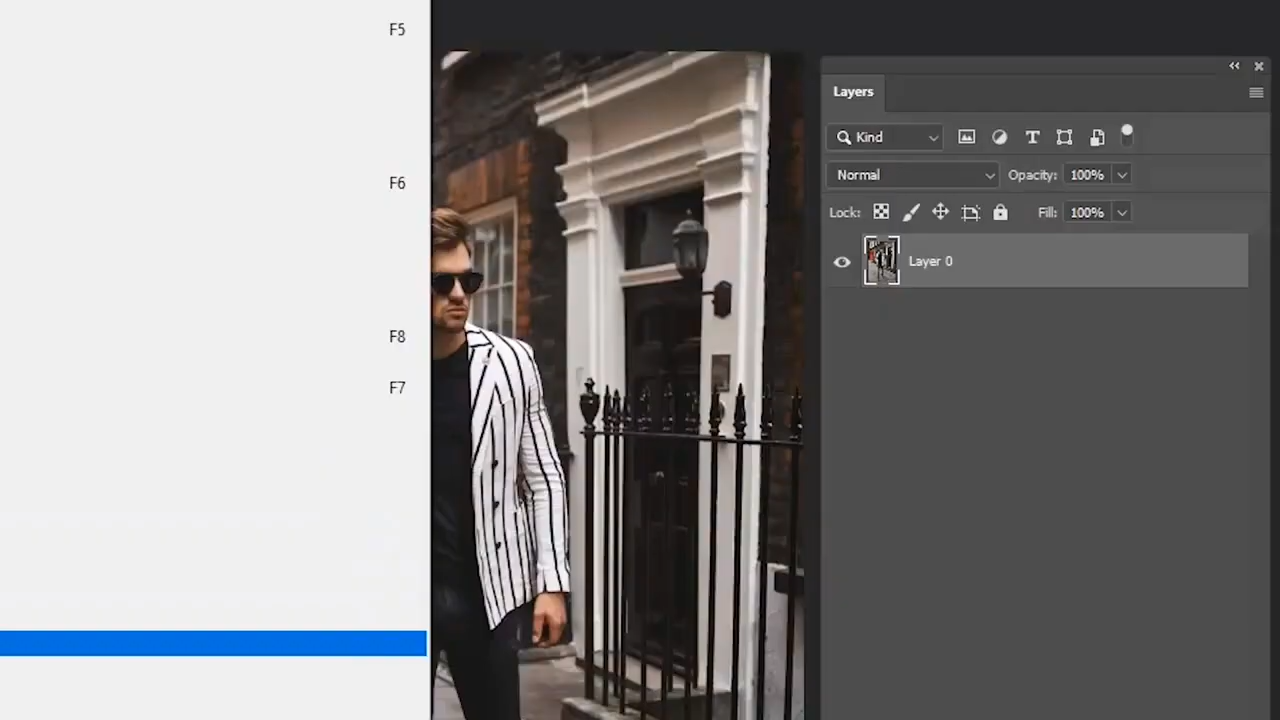 F5
F6
F8
F7
Layers
Kind
Normal
Opacity: 100%
Lock:
Fill: 100%
Layer 0